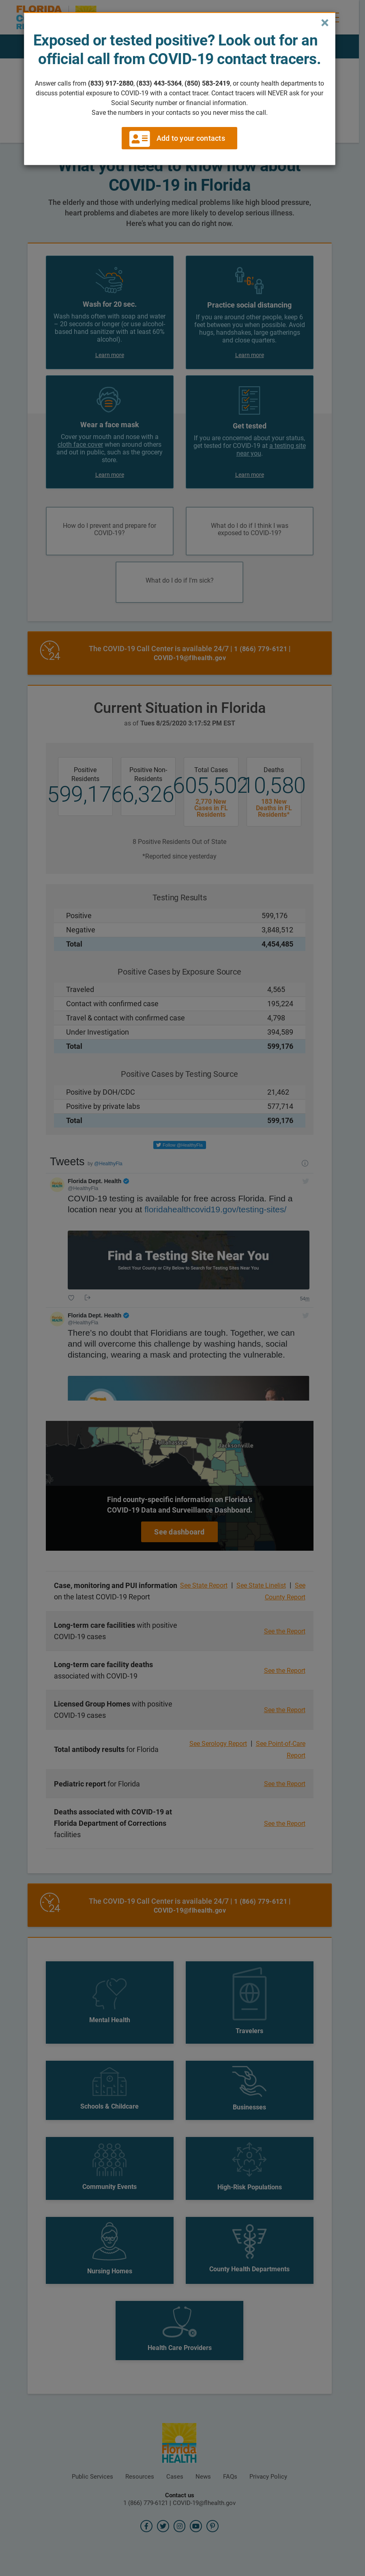 FLORIDA
Exposed or tested positive? Look out for an
official call from COVID-19 contact tracers.
Answer calls from (833) 917-2880, (833) 443-5364, (850) 583-2419, or county health departments to
discuss potential exposure to COVID-19 with a contact tracer. Contact tracers will NEVER ask for your
Social Security number or financial information.
Save the numbers in your contacts so you never miss the call.
Add to your contacts
What you need to know now about
COVID-19 in Florida
The elderly and those with underlying medical conditions like high blood pressure,
heart problems and diabetes are more likely to develop serious illness.
Here's what you can do right now.
Wash for 20 sec.
Wash hands often with soap and water
– 20 seconds or longer (or use alcohol-
based hand sanitizer with at least 60%
alcohol).
Learn more
6'
Practice social distancing
If you are around other people, keep 6
feet between you when possible. Avoid
hugs, handshakes, large gatherings
and close quarters.
Learn more
Wear a face mask
Cover your mouth and nose with a
cloth face cover when around others
and out in public, such as the grocery
store.
Learn more
Get tested
If you are concerned about your status,
get tested for COVID-19 at a testing site
near you.
Learn more
How do I prevent and prepare for
COVID-19?
What do I do if I think I was
exposed to COVID-19?
What do I do if I'm sick?
24
The COVID-19 Call Center is available 24/7 | 1 (866) 779-6121 |
COVID-19@flhealth.gov
Current Situation in Florida
as of Tues 8/25/2020 3:17:52 PM EST
Positive
Residents
599,176
Positive Non-
Residents
6,326
Total Cases
605,502
2,770 New
Cases in FL
Residents
Deaths
10,580
183 New
Deaths in FL
Residents*
8 Positive Residents Out of State
*Reported since yesterday
Testing Results
Positive 599,176
Negative 3,848,512
Total 4,454,485
Positive Cases by Exposure Source
Traveled 4,565
Contact with confirmed case 195,224
Travel & contact with confirmed case 4,798
Under Investigation 394,589
Total 599,176
Positive Cases by Testing Source
Positive by DOH/CDC 21,462
Positive by private labs 577,714
Total 599,176
Follow @HealthyFla
Tweets by @HealthyFla
Florida Dept. Health
@HealthyFla
COVID-19 testing is available for free across Florida. Find a
location near you at floridahealthcovid19.gov/testing-sites/
Find a Testing Site Near You
Select Your County or City Below to Search for Testing Sites Near You
Florida Dept. Health
@HealthyFla
There's no doubt that Floridians are tough. Together, we can
and will overcome this challenge by washing hands, social
distancing, wearing a mask and protecting the vulnerable.
Jacksonville
Find county-specific information on Florida's
COVID-19 Data and Surveillance Dashboard.
See dashboard
Case, monitoring and PUI information
on the latest COVID-19 Report
See State Report | See State Linelist | See
County Report
Long-term care facilities with positive
COVID-19 cases
See the Report
Long-term care facility deaths
associated with COVID-19
See the Report
Licensed Group Homes with positive
COVID-19 cases
See the Report
Total antibody results for Florida
See Serology Report | See Point-of-Care
Report
Pediatric report for Florida
See the Report
Deaths associated with COVID-19 at
Florida Department of Corrections
facilities
See the Report
24
The COVID-19 Call Center is available 24/7 | 1 (866) 779-6121 |
COVID-19@flhealth.gov
Mental Health
Travelers
Schools & Childcare
Businesses
Community Events
High-Risk Populations
Nursing Homes
County Health Departments
Health Care Providers
Florida
HEALTH
Public Services Resources Cases News FAQs Privacy Policy
Contact us
1 (866) 779-6121 | COVID-19@flhealth.gov